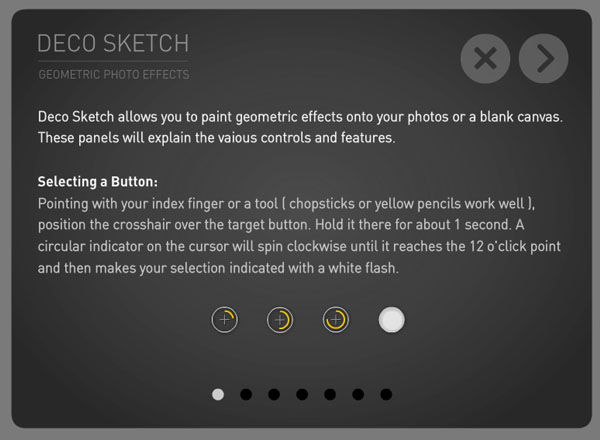 DECO SKETCH
GEOMETRIC PHOTO EFFECTS
Deco Sketch allows you to paint geometric effects onto your photos or a blank canvas.
These panels will explain the vaious controls and features.
Selecting a Button:
Pointing with your index finger or a tool ( chopsticks or yellow pencils work well ),
position the crosshair over the target button. Hold it there for about 1 second. A
circular indicator on the cursor will spin clockwise until it reaches the 12 o'click point
and then makes your selection indicated with a white flash.